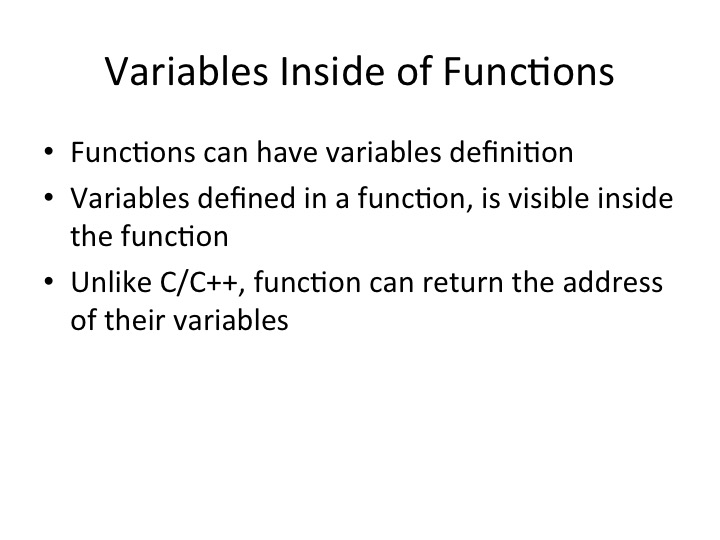 Variables Inside of Functions
• Functions can have variables definition
• Variables defined in a function, is visible inside
the function
• Unlike C/C++, function can return the address
of their variables